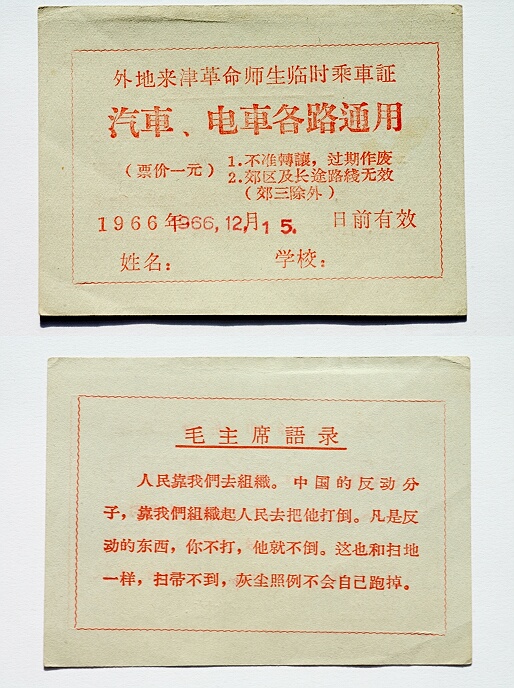 外地来津革命师生临时乘車証
汽車、电車各路通用
（票价一元）
1.不准轉讓，过期作废
2.郊区及长途路綫无效
（郊三除外）
1966年966,12月15.日前有效
姓名：　学校：
毛主席語录
人民靠我們去組織。中国的反动分
子，靠我們組織起人民去把他打倒。凡是反
动的东西，你不打，他就不倒。这也和扫地
一样，扫帚不到，灰尘照例不会自己跑掉。